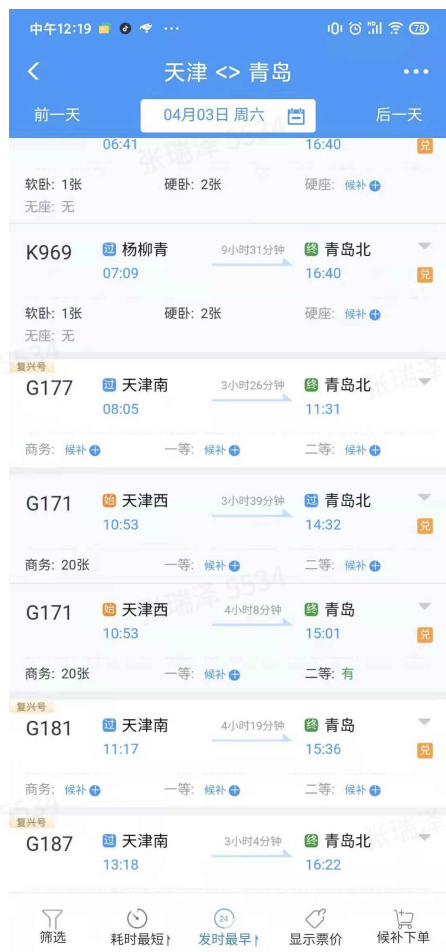 中午12:19 ··· 78
天津 <> 青岛 ···
前一天 04月03日 周六 后一天
06:41 16:40 兑
软卧: 1张 硬卧: 2张 硬座: 候补
无座: 无
K969 过 杨柳青 9小时31分钟 终 青岛北
07:09 16:40 兑
软卧: 1张 硬卧: 2张 硬座: 候补
无座: 无
复兴号
G177 过 天津南 3小时26分钟 终 青岛北
08:05 11:31
商务: 候补 一等: 候补 二等: 候补
G171 始 天津西 3小时39分钟 过 青岛北
10:53 14:32 兑
商务: 20张 一等: 候补 二等: 候补
G171 始 天津西 4小时8分钟 终 青岛
10:53 15:01 兑
商务: 20张 一等: 候补 二等: 有
复兴号
G181 过 天津南 4小时19分钟 终 青岛
11:17 15:36 兑
商务: 候补 一等: 候补 二等: 候补
复兴号
G187 过 天津南 3小时4分钟 终 青岛北
13:18 16:22
筛选 耗时最短 24 发时最早 显示票价 候补下单
张瑞泽 5534